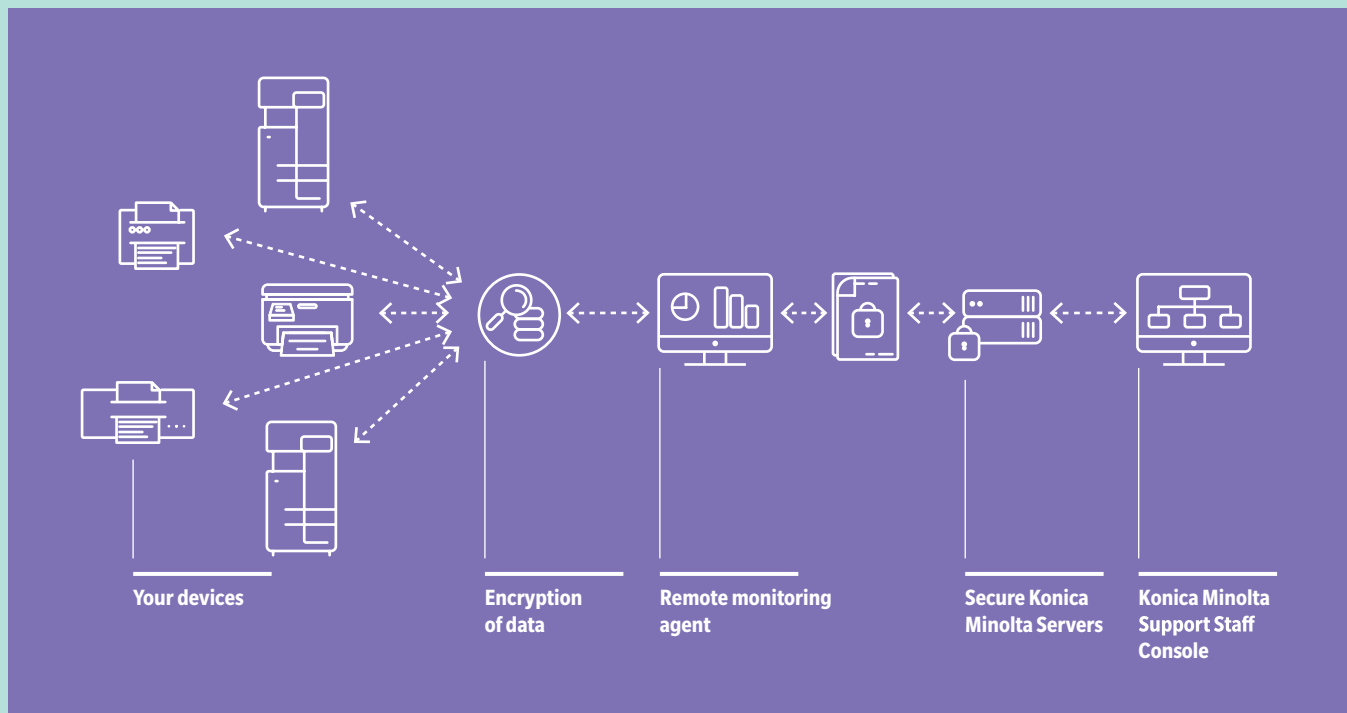 Your devices
Encryption
of data
Remote monitoring
agent
Secure Konica
Minolta Servers
Konica Minolta
Support Staff
Console